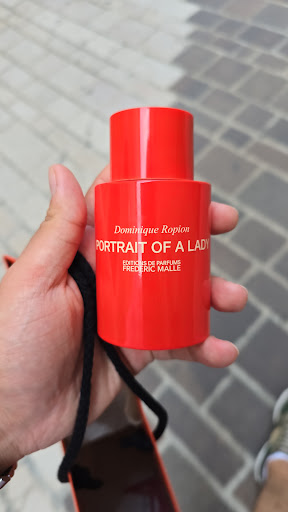 Dominique Ropion
PORTRAIT OF A LADY
EDITIONS DE PARFUMS
FREDERIC MALLE